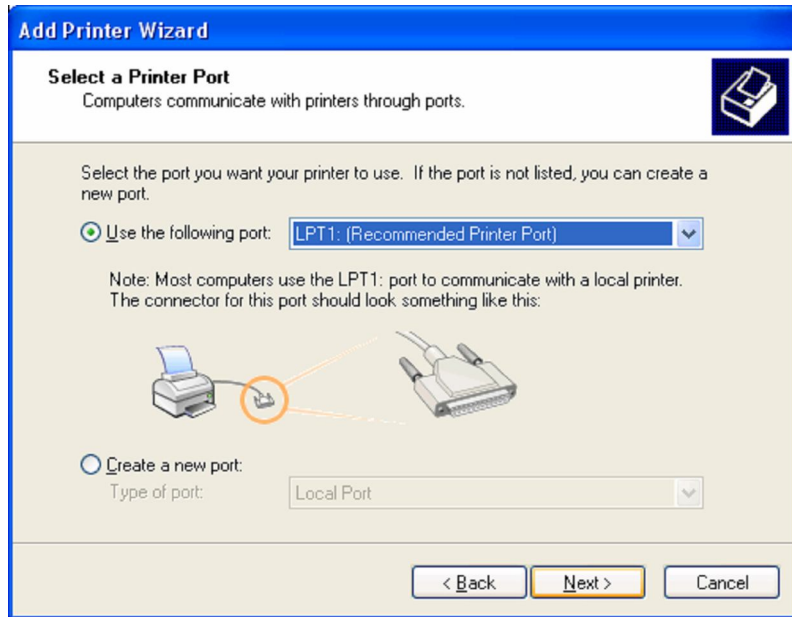 Add Printer Wizard
Select a Printer Port
Computers communicate with printers through ports.
Select the port you want your printer to use. If the port is not listed, you can create a
new port.
Use the following port: LPT1: (Recommended Printer Port)
Note: Most computers use the LPT1: port to communicate with a local printer.
The connector for this port should look something like this:
Create a new port:
Type of port: Local Port
< Back Next > Cancel